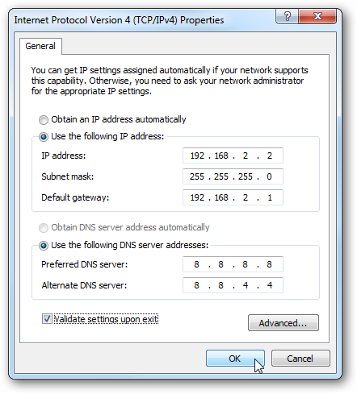 Internet Protocol Version 4 (TCP/IPv4) Properties
General
You can get IP settings assigned automatically if your network supports
this capability. Otherwise, you need to ask your network administrator
for the appropriate IP settings.
Obtain an IP address automatically
Use the following IP address:
IP address: 192 . 168 . 2 . 2
Subnet mask: 255 . 255 . 255 . 0
Default gateway: 192 . 168 . 2 . 1
Obtain DNS server address automatically
Use the following DNS server addresses:
Preferred DNS server: 8 . 8 . 8 . 8
Alternate DNS server: 8 . 8 . 4 . 4
Validate settings upon exit
Advanced...
OK Cancel